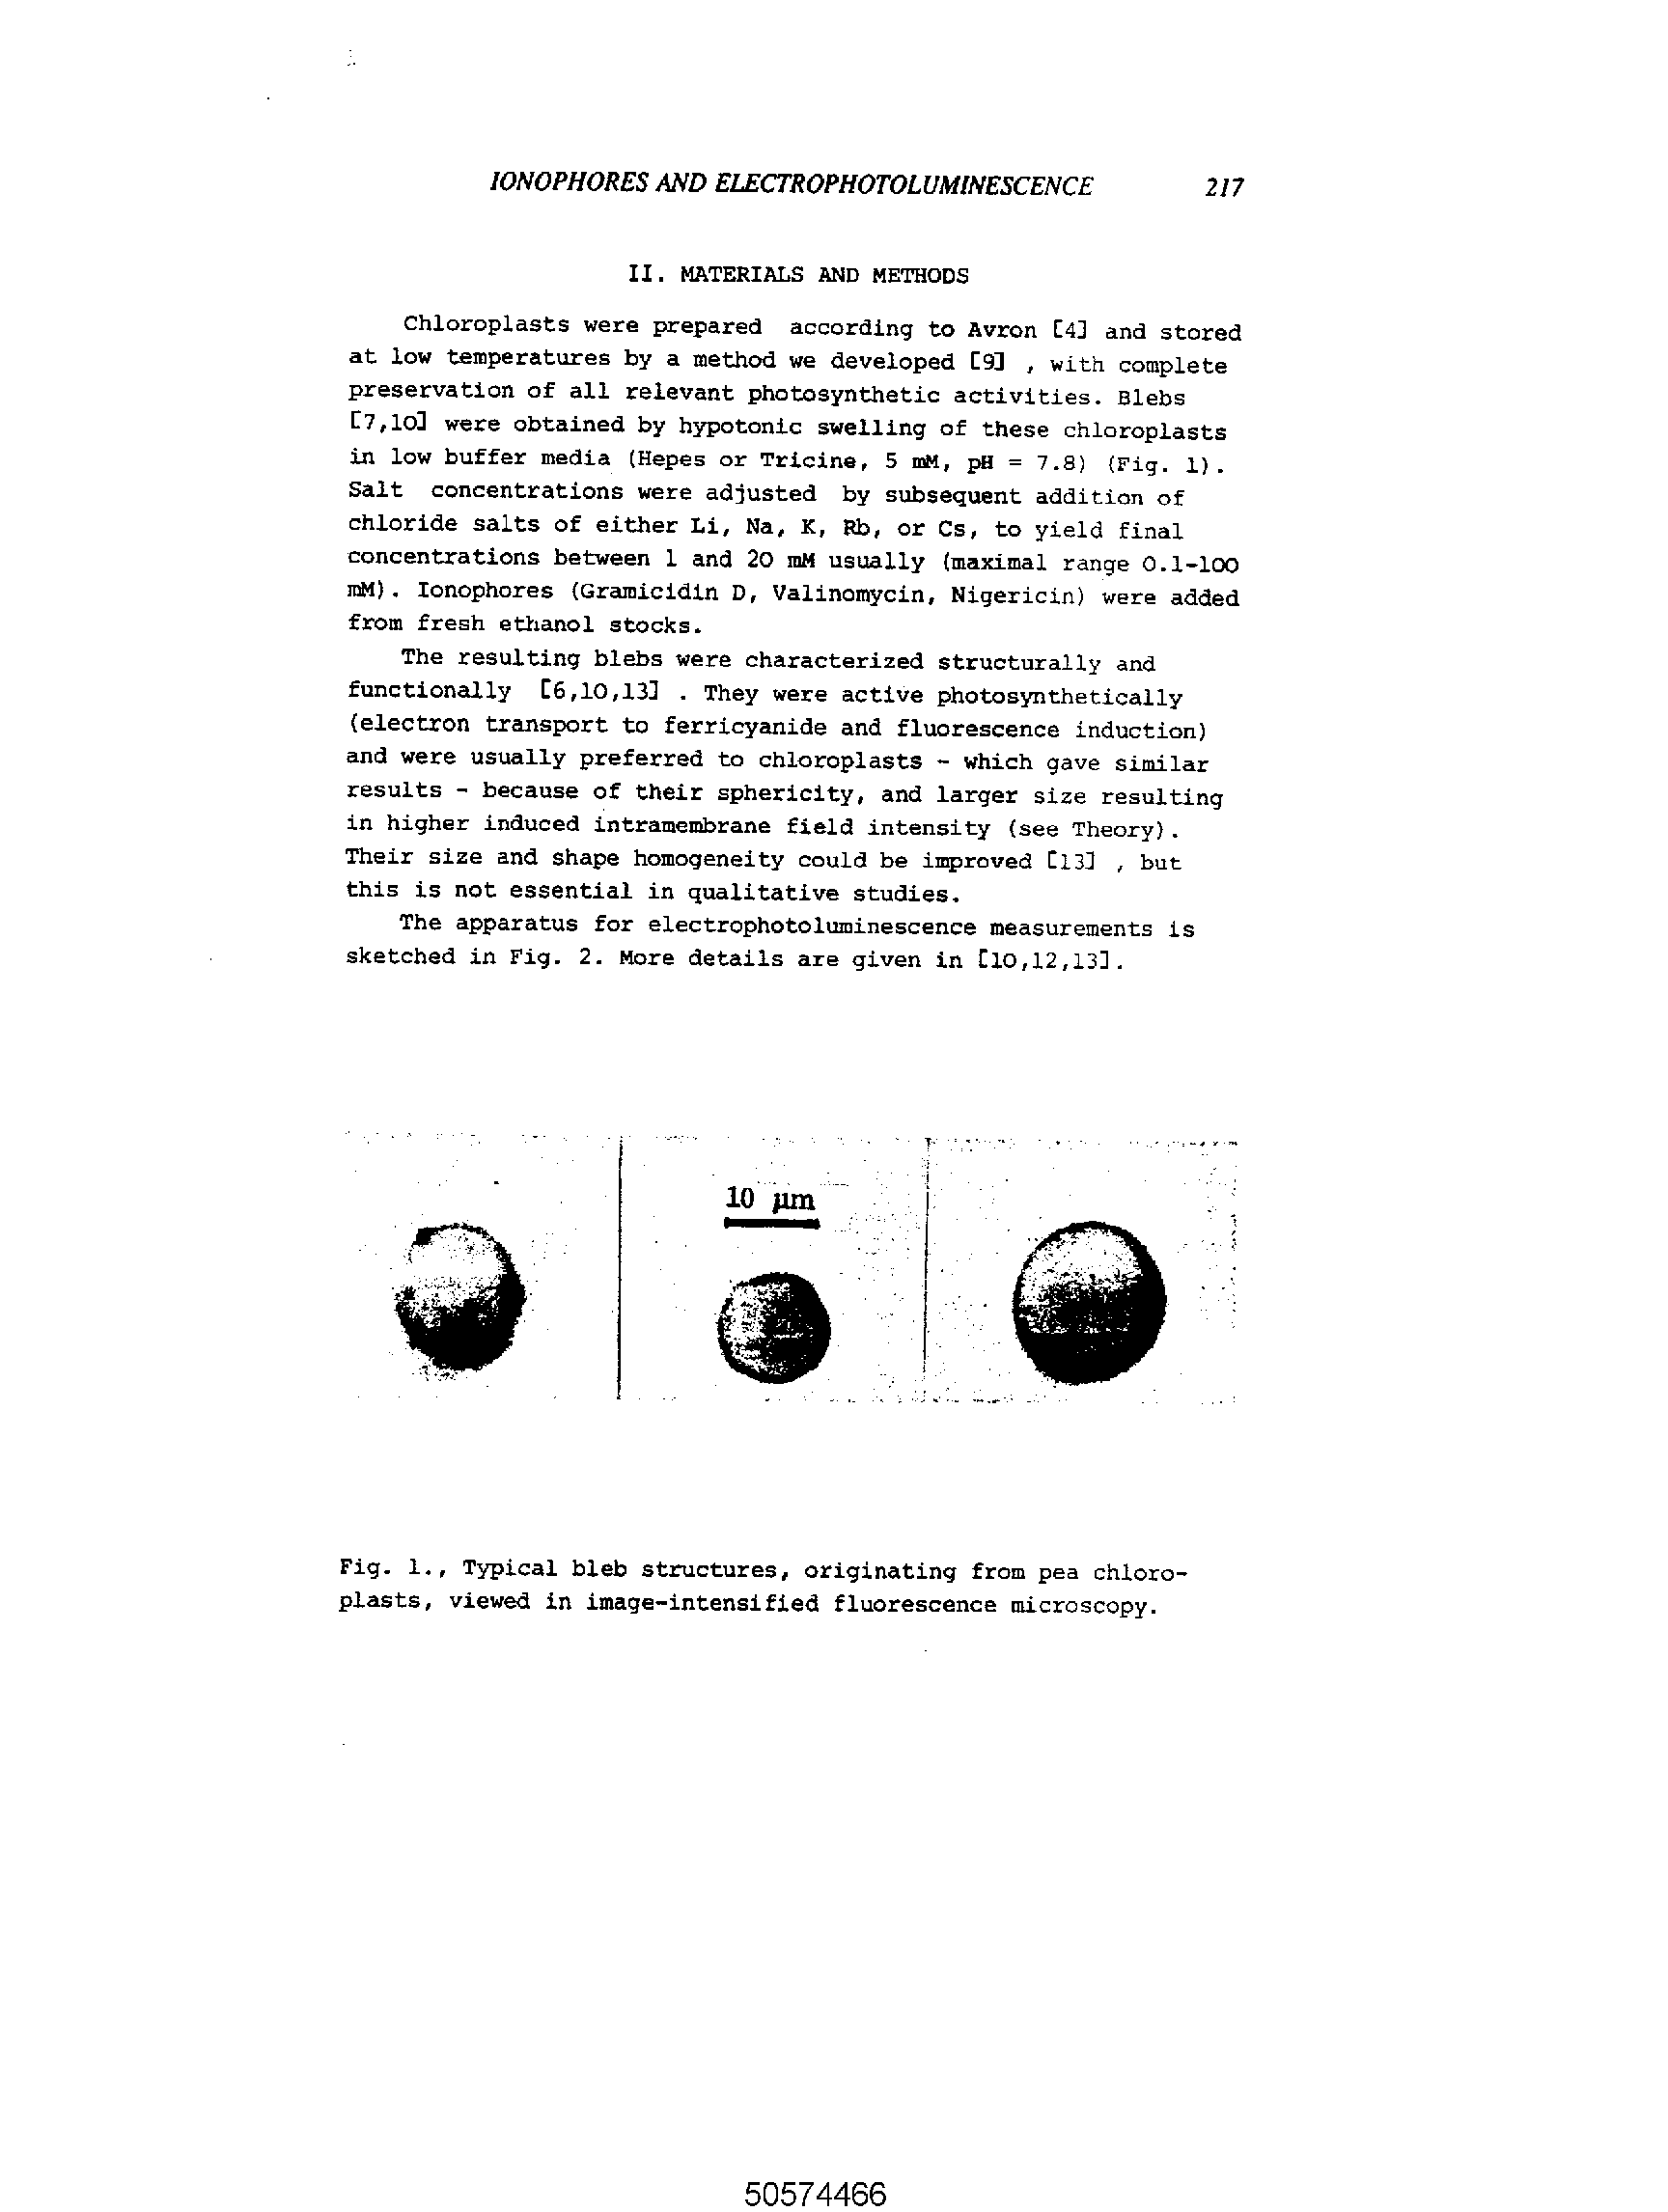 IONOPHORES AND ELECTROPHOTOLUMINESCENCE 217
II. MATERIALS AND METHODS
Chloroplasts were prepared according to Avron [4] and stored
at low temperatures by a method we developed [9] , with complete
preservation of all relevant photosynthetic activities. Blebs
[7,10] were obtained by hypotonic swelling of these chloroplasts
in low buffer media (Hepes or Tricine, 5 mM, pH = 7.8) (Fig. 1).
Salt concentrations were adjusted by subsequent addition of
chloride salts of either Li, Na, K, Rb, or Cs, to yield final
concentrations between 1 and 20 mM usually (maximal range 0.1-100
mM). Ionophores (Gramicidin D, Valinomycin, Nigericin) were added
from fresh ethanol stocks.
The resulting blebs were characterized structurally and
functionally [6,10,13] . They were active photosynthetically
(electron transport to ferricyanide and fluorescence induction)
and were usually preferred to chloroplasts - which gave similar
results - because of their sphericity, and larger size resulting
in higher induced intramembrane field intensity (see Theory).
Their size and shape homogeneity could be improved [13] , but
this is not essential in qualitative studies.
The apparatus for electrophotoluminescence measurements is
sketched in Fig. 2. More details are given in [10,12,13].
10 µm
Fig. 1., Typical bleb structures, originating from pea chloro-
plasts, viewed in image-intensified fluorescence microscopy.
50574466